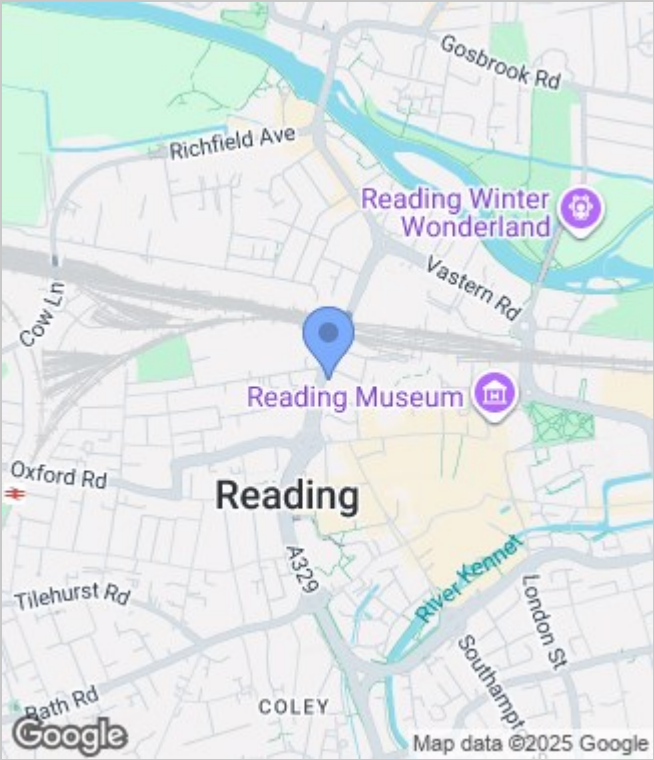 Gosbrook Rd
Richfield Ave
Reading Winter
Wonderland
Vastern Rd
Cow Ln
Reading Museum
Oxford Rd
Reading
A329
River Kennet
Tilehurst Rd
London St
Southampt
Bath Rd
COLEY
Google
Map data ©2025 Google